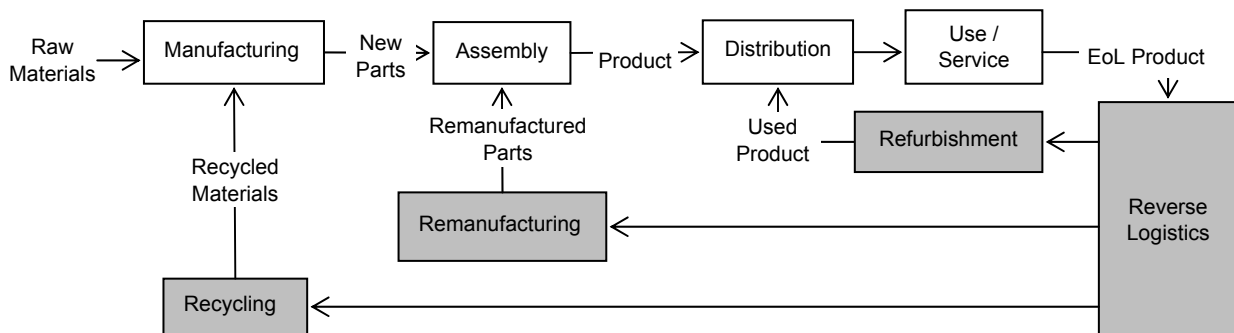 Raw
Materials
Manufacturing
New
Parts
Assembly
Product
Distribution
Use /
Service
EoL Product
Recycled
Materials
Remanufactured
Parts
Used
Product
Refurbishment
Remanufacturing
Reverse
Logistics
Recycling